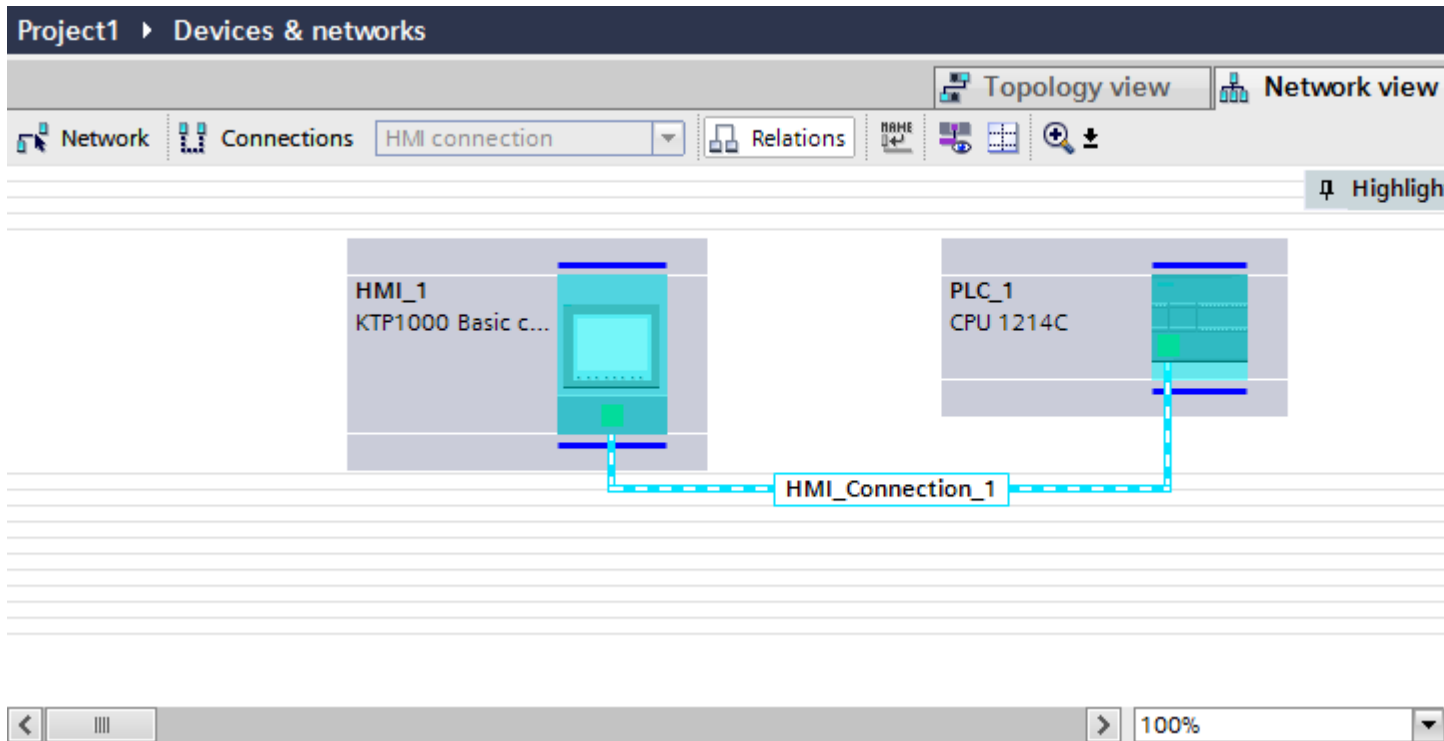 Project1 ▸ Devices & networks
Topology view Network view
Network Connections HMI connection Relations NAME
Highligh
HMI_1
KTP1000 Basic c...
PLC_1
CPU 1214C
HMI_Connection_1
100%